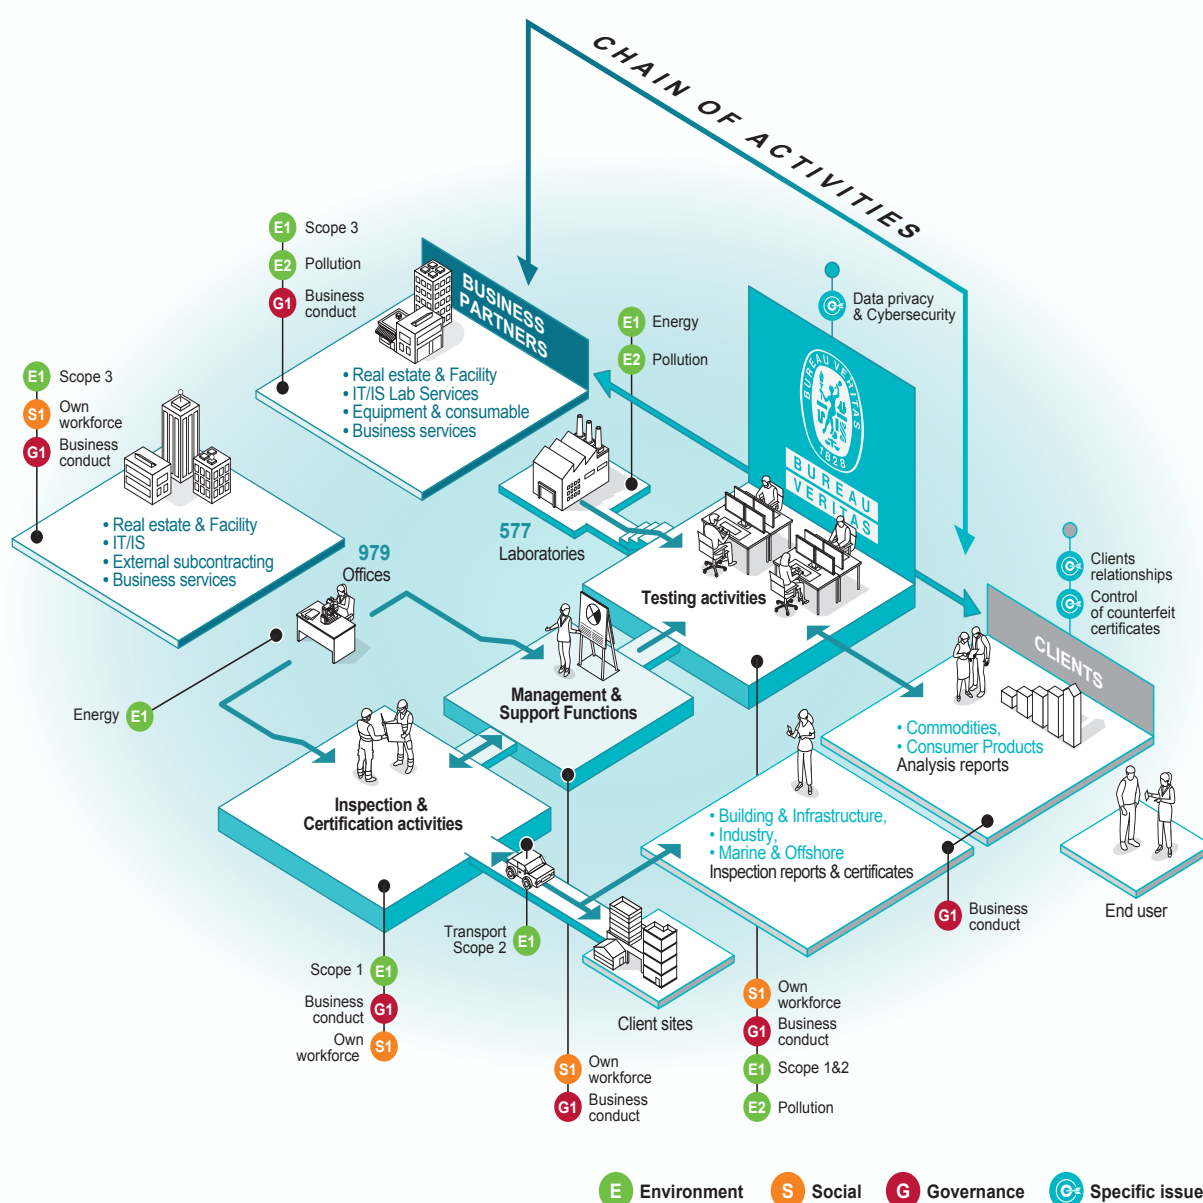 CHAIN OF ACTIVITIES
E1 Scope 3
E2 Pollution
G1 Business
conduct
BUSINESS
PARTNERS
• Real estate & Facility
• IT/IS Lab Services
• Equipment & consumable
• Business services
E1 Energy
E2 Pollution
Data privacy
& Cybersecurity
BUREAU VERITAS
1828
BUREAU
VERITAS
E1 Scope 3
S1 Own
workforce
G1 Business
conduct
• Real estate & Facility
• IT/IS
• External subcontracting
• Business services
979
Offices
577
Laboratories
Testing activities
Clients
relationships
Control
of counterfeit
certificates
CLIENTS
• Commodities,
• Consumer Products
Analysis reports
Management &
Support Functions
Energy E1
Inspection &
Certification activities
• Building & Infrastructure,
• Industry,
• Marine & Offshore
Inspection reports & certificates
G1 Business
conduct
End user
Transport
Scope 2 E1
Client sites
Scope 1 E1
Business
conduct G1
Own
workforce S1
S1 Own
workforce
G1 Business
conduct
S1 Own
workforce
G1 Business
conduct
E1 Scope 1&2
E2 Pollution
E Environment S Social G Governance Specific issue